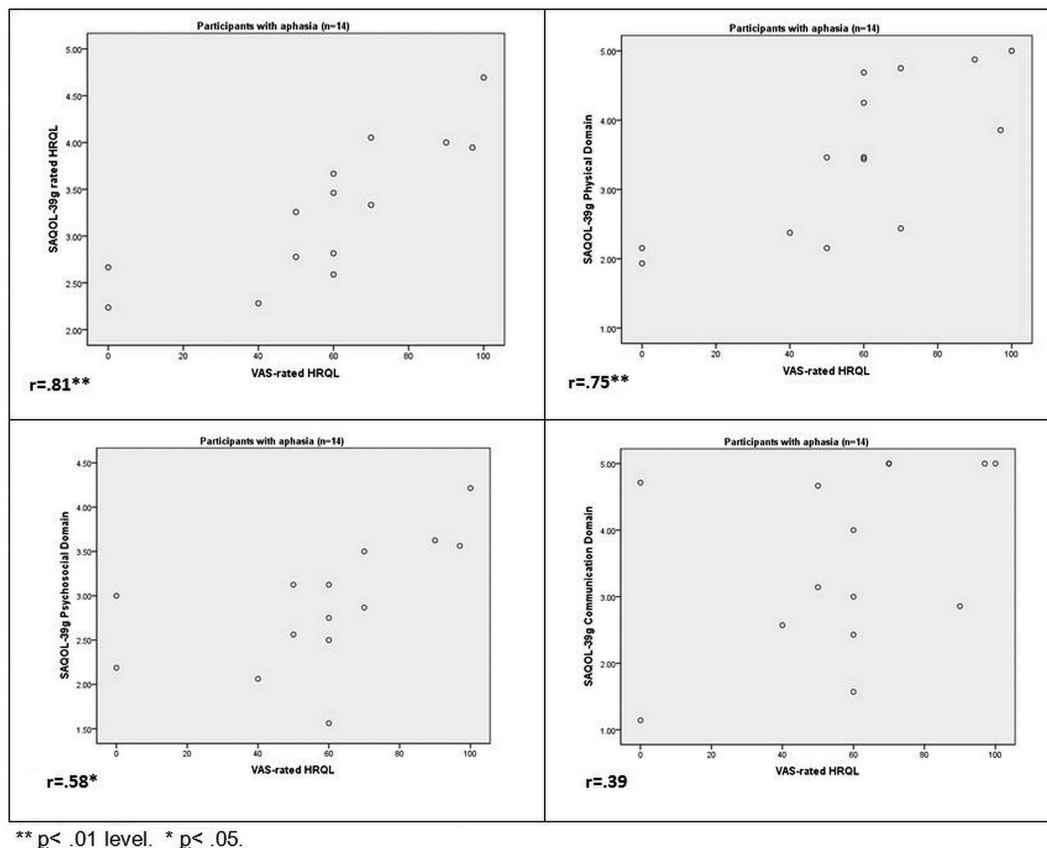 Participants with aphasia (n=14)
5.00
4.50
4.00
3.50
3.00
2.50
2.00
SAQOL-39g rated HRQL
0 20 40 60 80 100
VAS-rated HRQL
r=.81**
Participants with aphasia (n=14)
5.00
4.00
3.00
2.00
1.00
SAQOL-39g Physical Domain
0 20 40 60 80 100
VAS-rated HRQL
r=.75**
Participants with aphasia (n=14)
4.50
4.00
3.50
3.00
2.50
2.00
1.50
SAQOL-39g Psychosocial Domain
0 20 40 60 80 100
VAS-rated HRQL
r=.58*
Participants with aphasia (n=14)
5.00
4.00
3.00
2.00
1.00
SAQOL-39g Communication Domain
0 20 40 60 80 100
VAS-rated HRQL
r=.39
** p< .01 level. * p< .05.